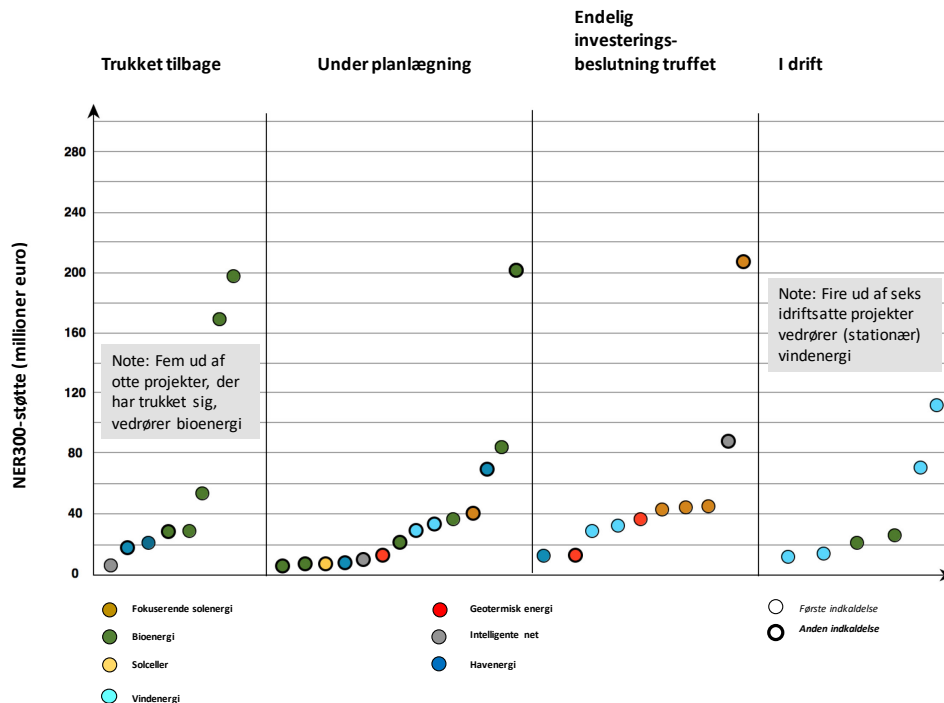 Trukket tilbage
Under planlægning
Endelig
investerings-
beslutning truffet
I drift
NER300-støtte (millioner euro)
280
240
200
160
120
80
40
0
Note: Fem ud af
otte projekter, der
har trukket sig,
vedrører bioenergi
Note: Fire ud af seks
idriftsatte projekter
vedrører (stationær)
vindenergi
Fokuserende solenergi
Bioenergi
Solceller
Vindenergi
Geotermisk energi
Intelligente net
Havenergi
Første indkaldelse
Anden indkaldelse